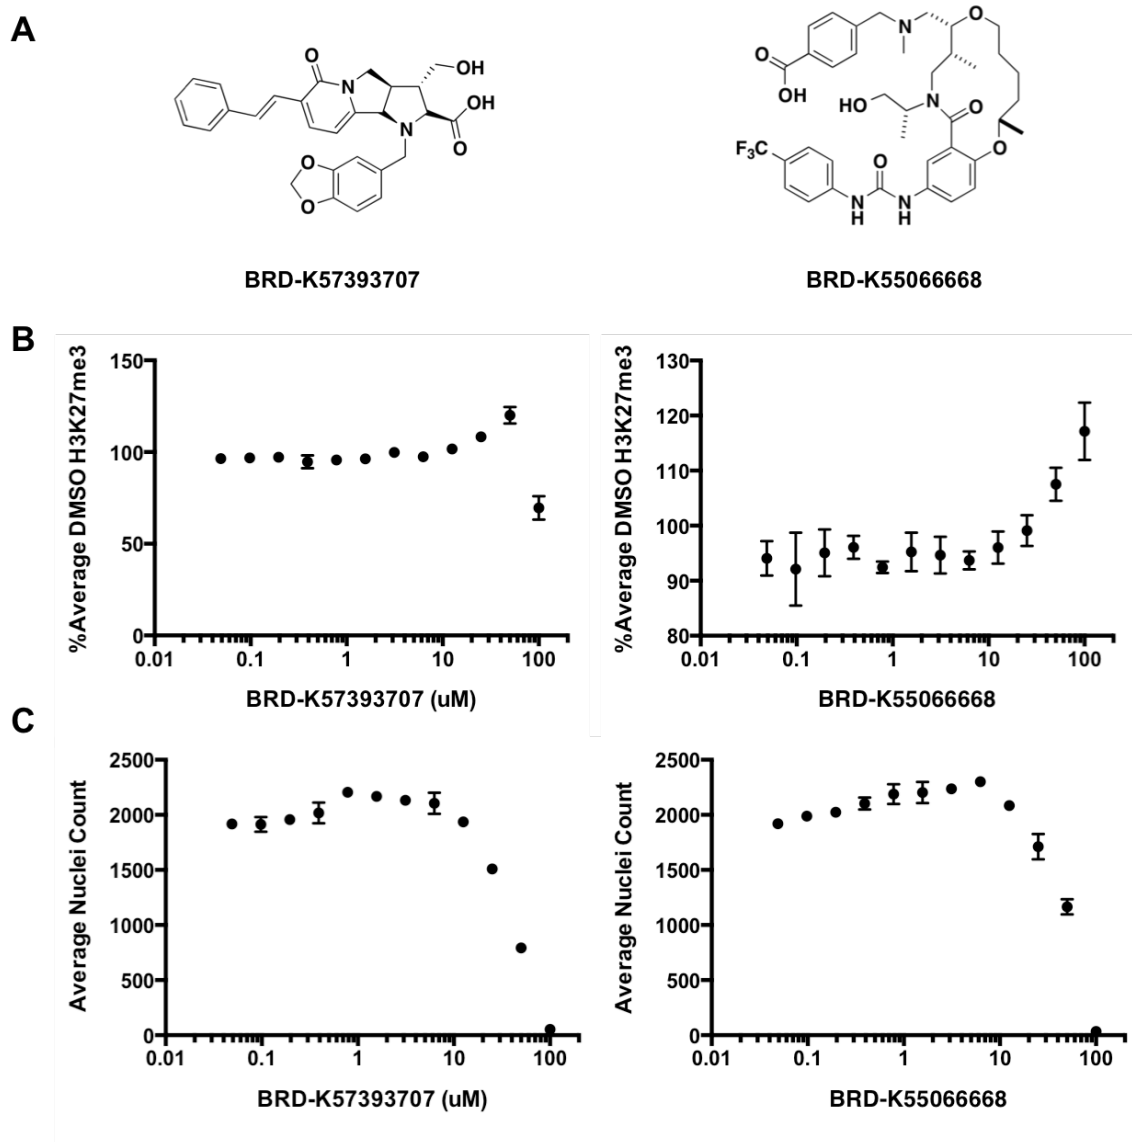 A
O
N
OH
OH
O
N
O
O
BRD-K57393707
O
N
O
OH
HO
N
O
O
F3C
O
N
H
N
H
BRD-K55066668
B
%Average DMSO H3K27me3
150
100
50
0
0.01 0.1 1 10 100
BRD-K57393707 (uM)
%Average DMSO H3K27me3
130
120
110
100
90
80
0.01 0.1 1 10 100
BRD-K55066668
C
Average Nuclei Count
2500
2000
1500
1000
500
0
0.01 0.1 1 10 100
BRD-K57393707 (uM)
Average Nuclei Count
2500
2000
1500
1000
500
0
0.01 0.1 1 10 100
BRD-K55066668